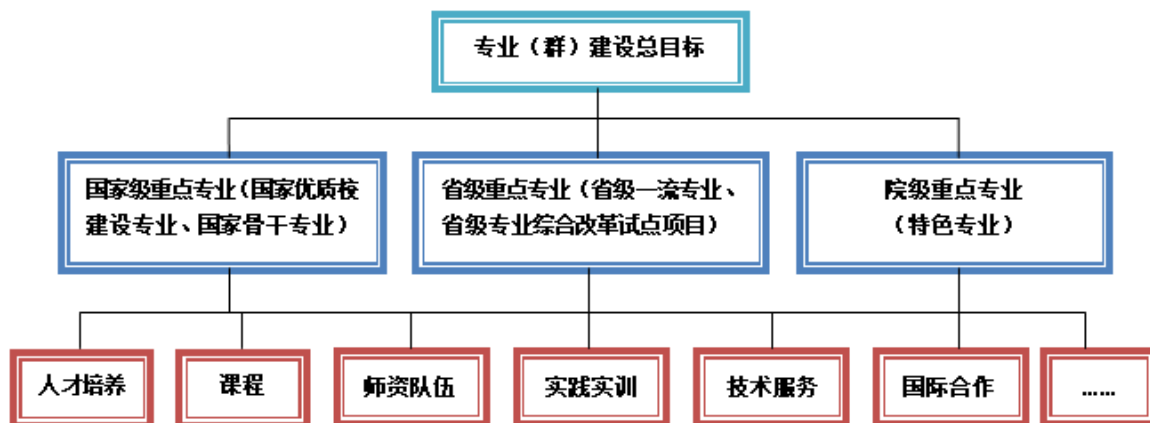 专业（群）建设总目标
国家级重点专业（国家优质校
建设专业、国家骨干专业）
省级重点专业（省级一流专业、
省级专业综合改革试点项目）
院级重点专业
（特色专业）
人才培养
课程
师资队伍
实践实训
技术服务
国际合作
……